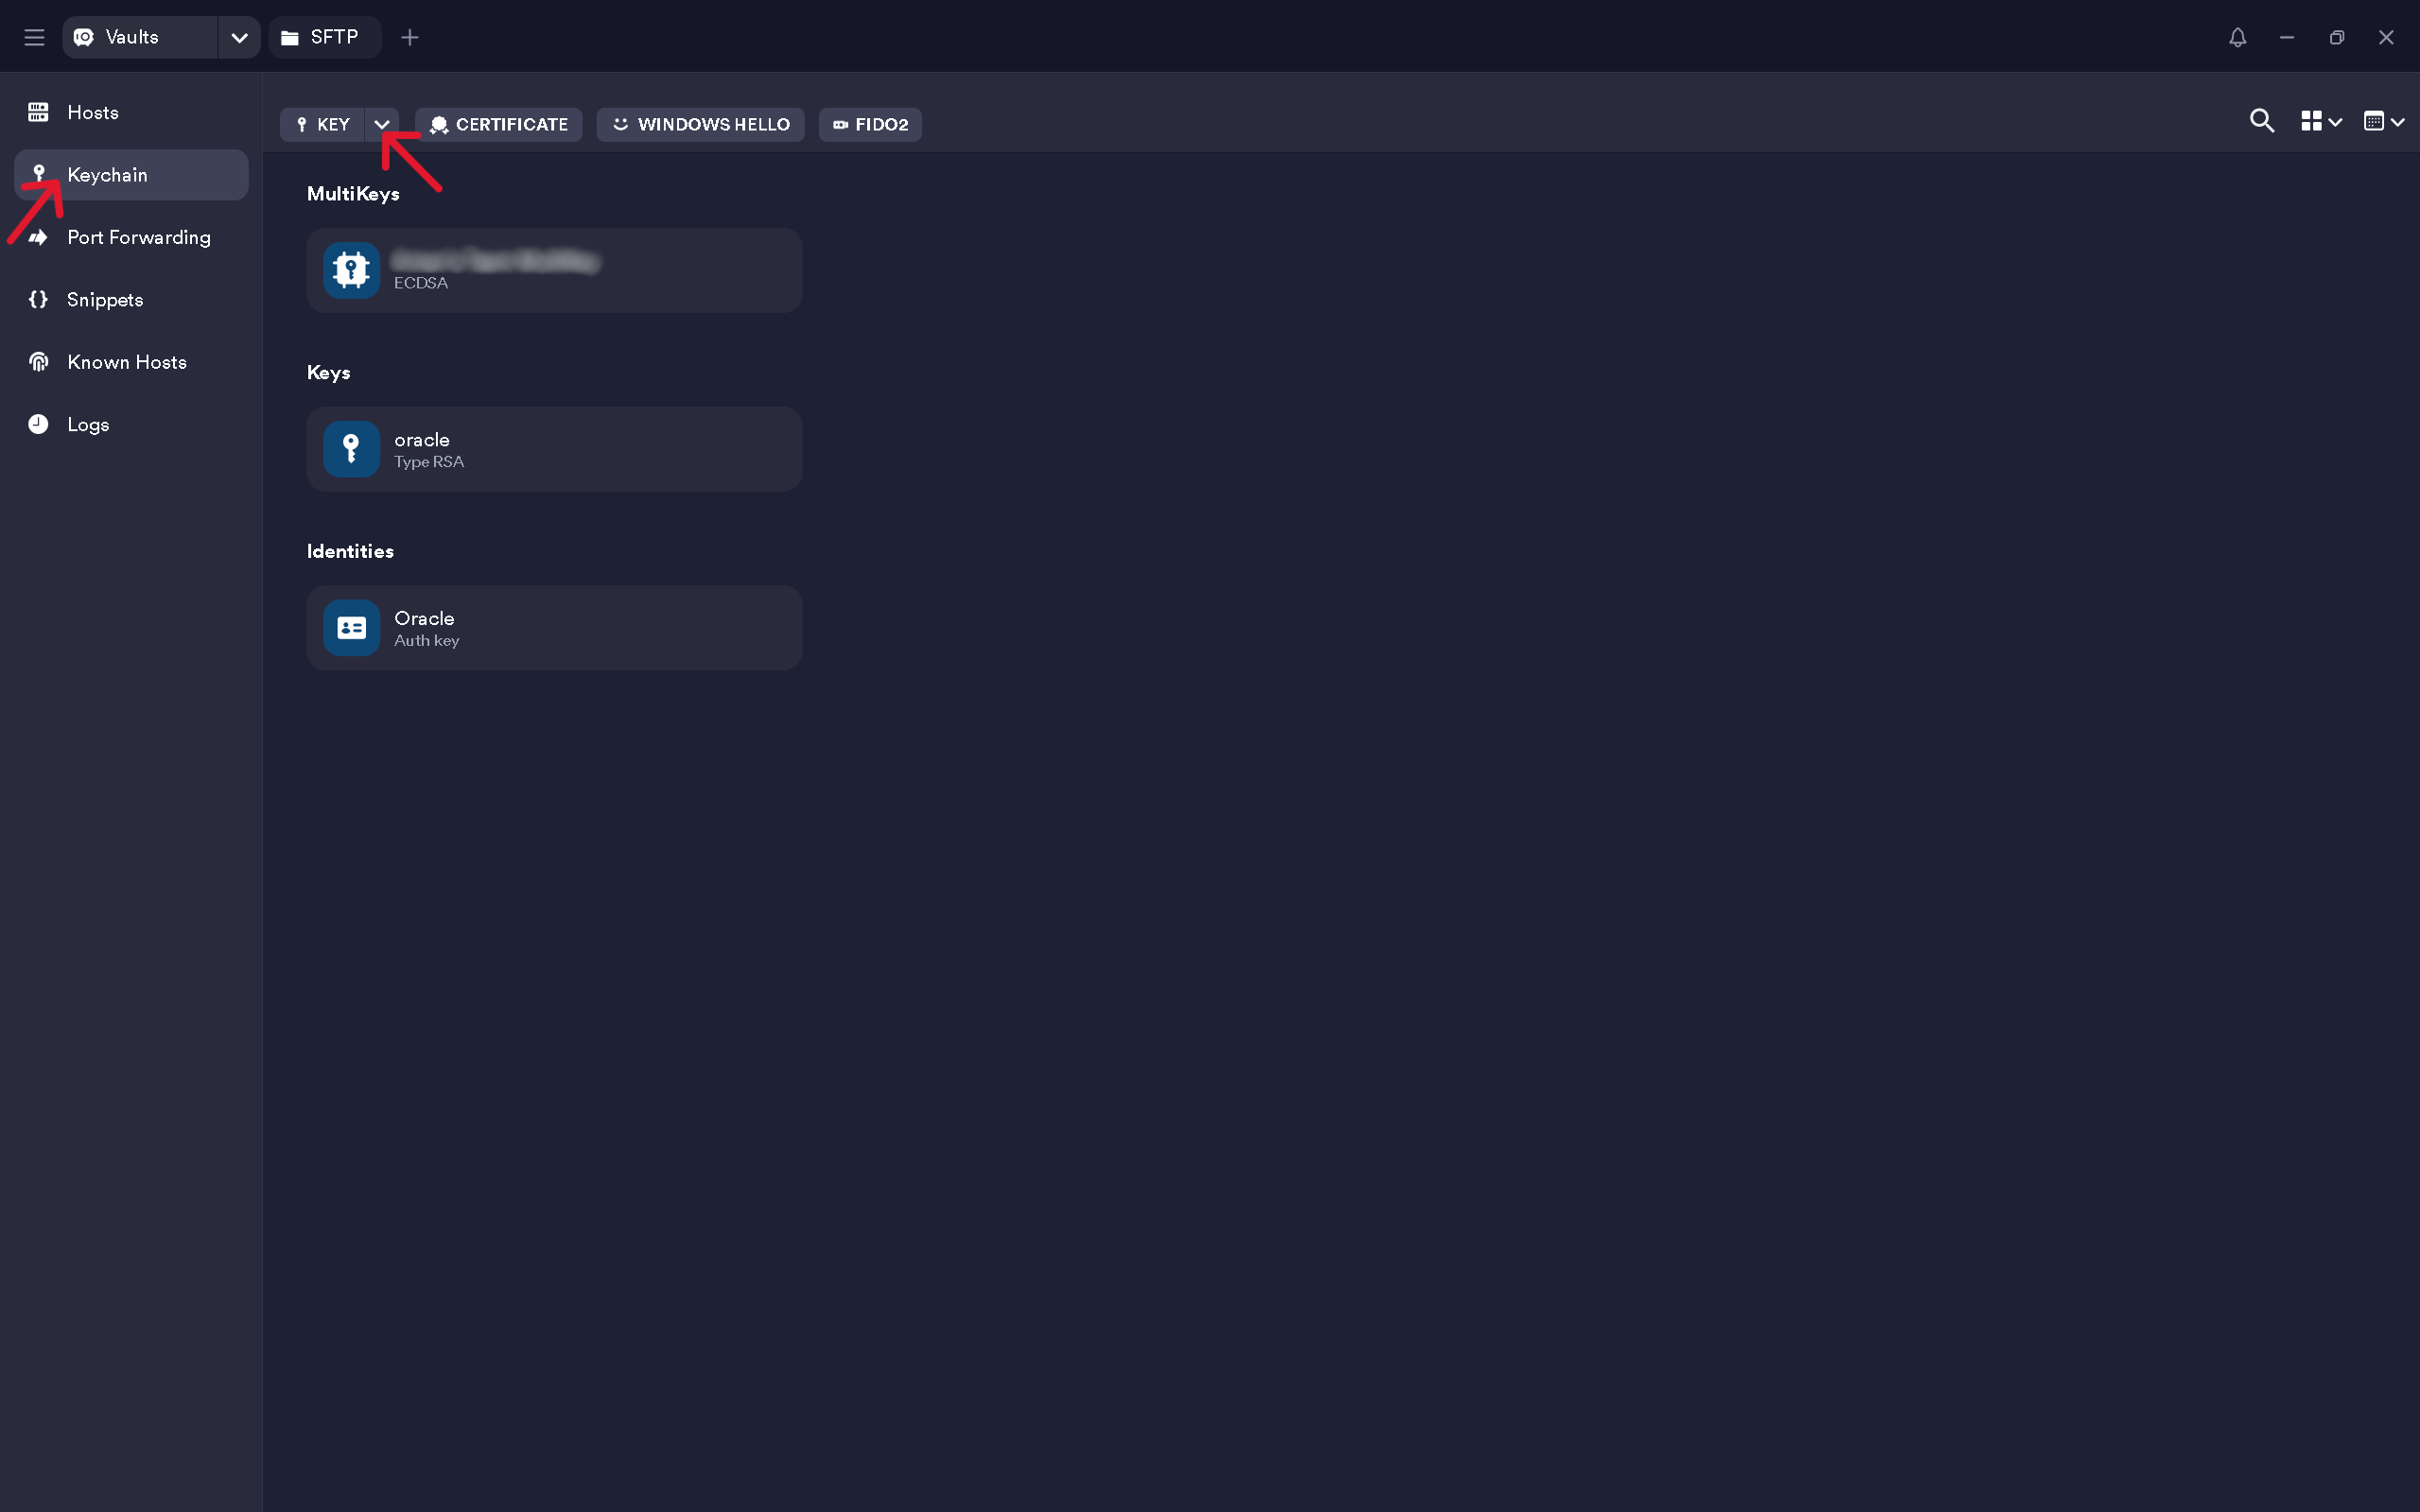 Vaults
SFTP
Hosts
Keychain
Port Forwarding
Snippets
Known Hosts
Logs
KEY
CERTIFICATE
WINDOWS HELLO
FIDO2
MultiKeys
ECDSA
Keys
oracle
Type RSA
Identities
Oracle
Auth key